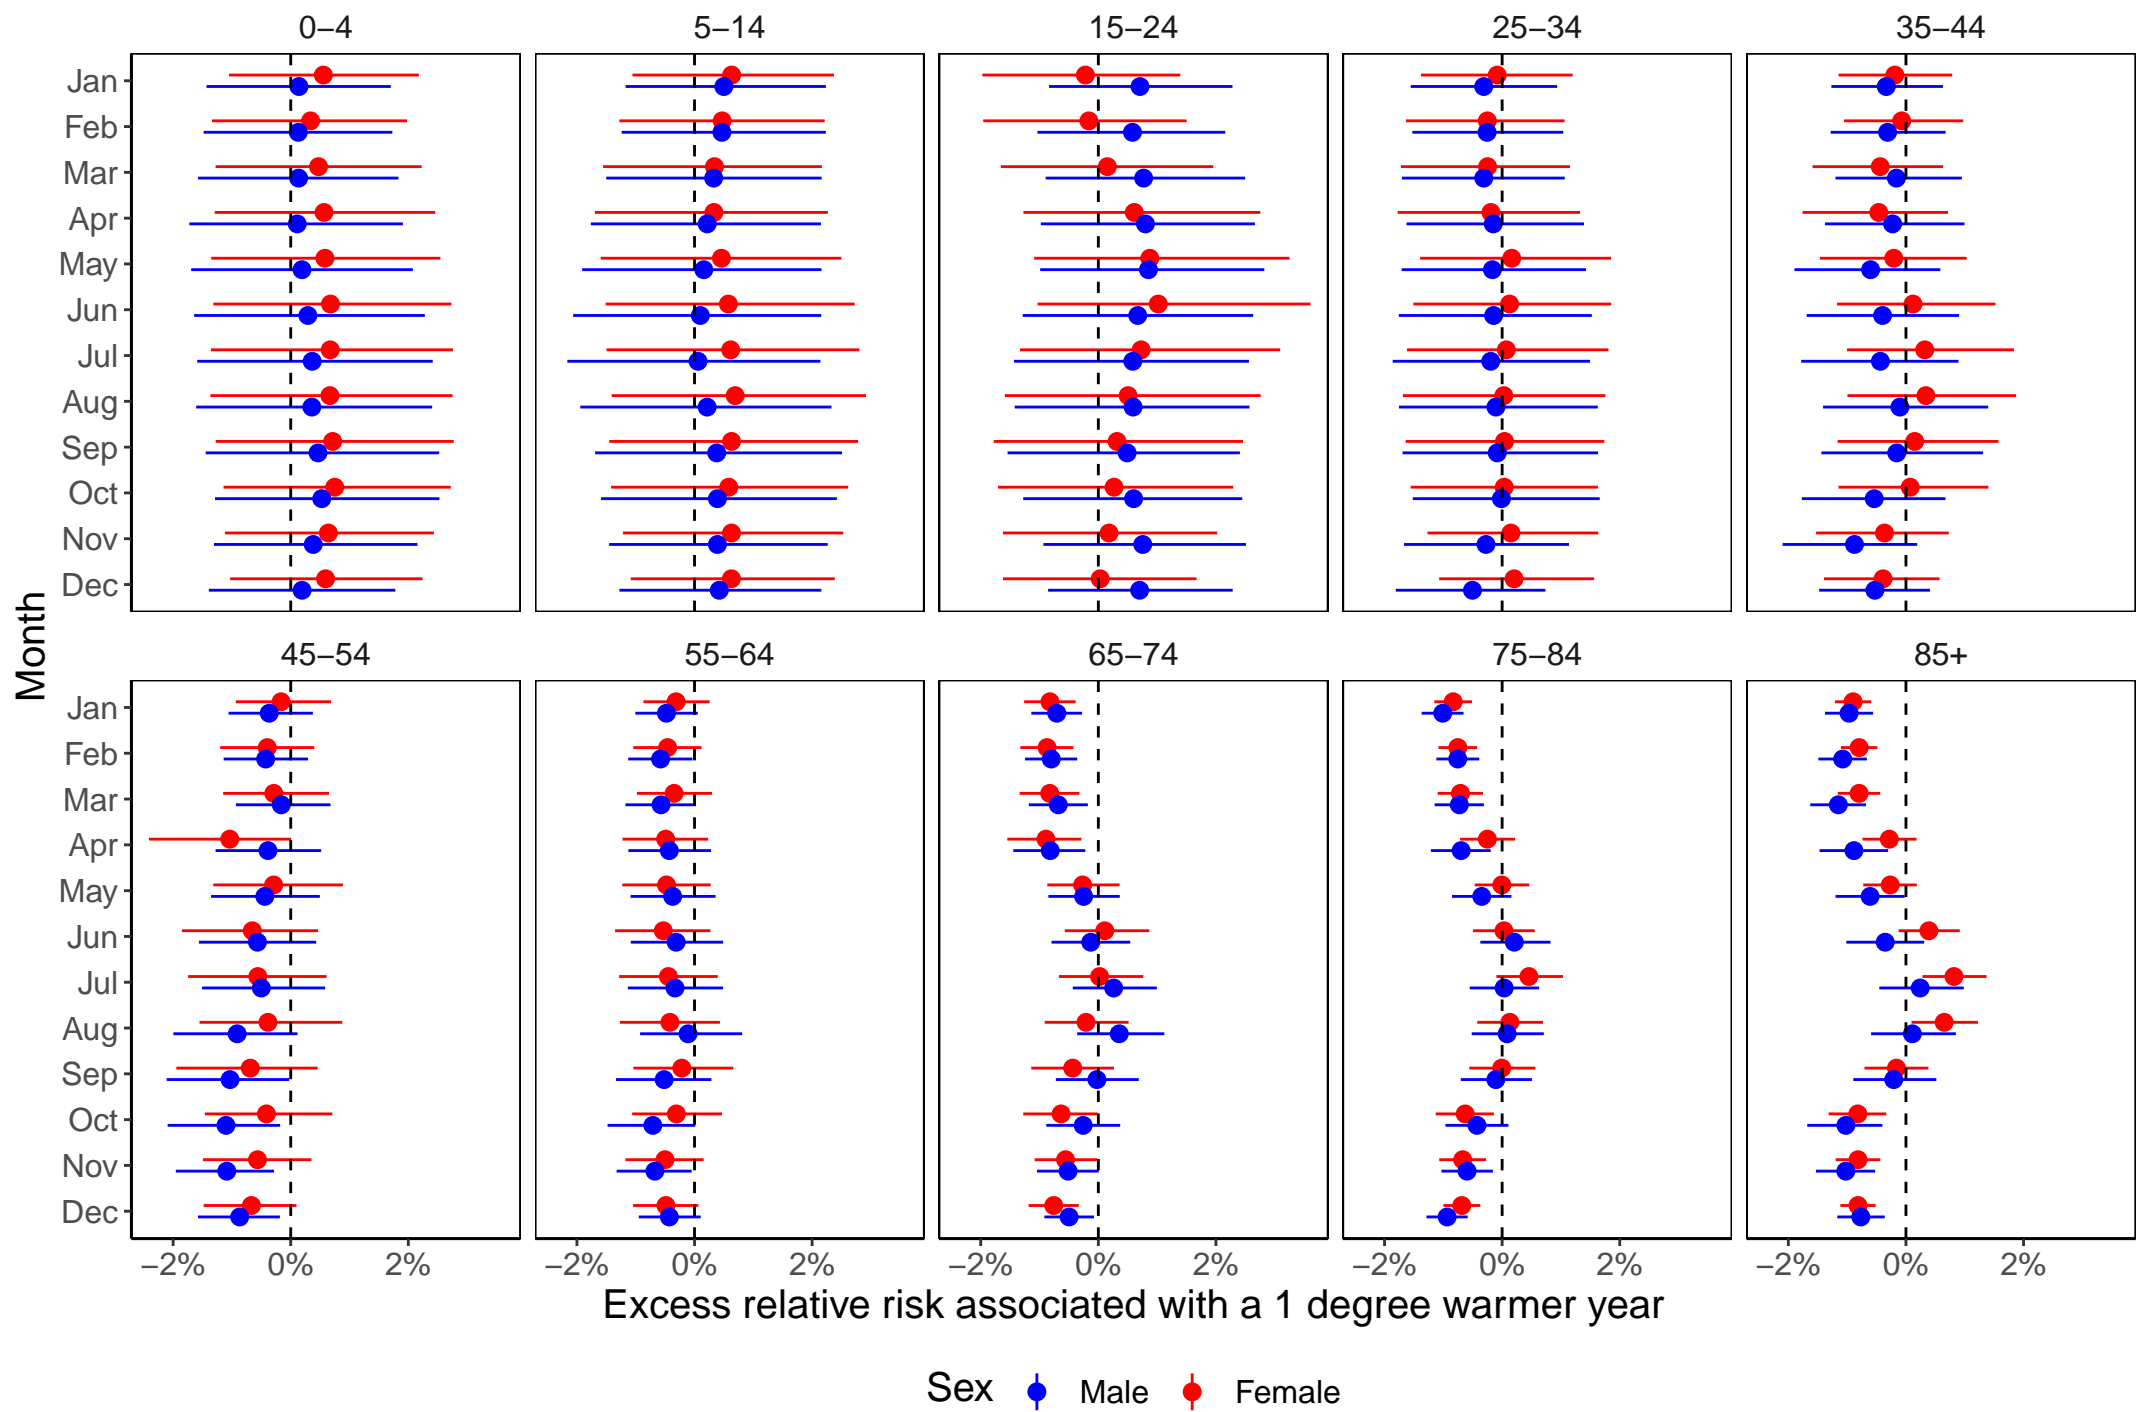 0−4 5−14 15−24 25−34 35−44
Jan
Feb
Mar
Apr
May
Jun
Jul
Aug
Sep
Oct
Nov
Dec
Month
45−54 55−64 65−74 75−84 85+
Jan
Feb
Mar
Apr
May
Jun
Jul
Aug
Sep
Oct
Nov
Dec
−2% 0% 2% −2% 0% 2% −2% 0% 2% −2% 0% 2% −2% 0% 2%
Excess relative risk associated with a 1 degree warmer year
Sex Male Female